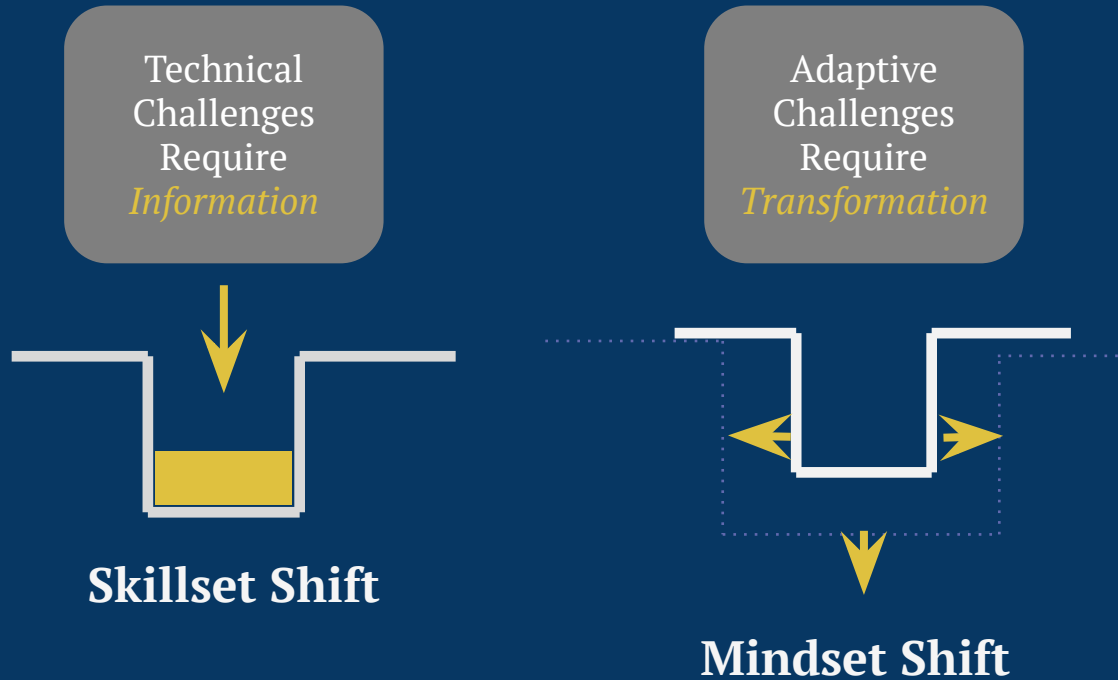 Technical
Challenges
Require
Information
Adaptive
Challenges
Require
Transformation
Skillset Shift
Mindset Shift